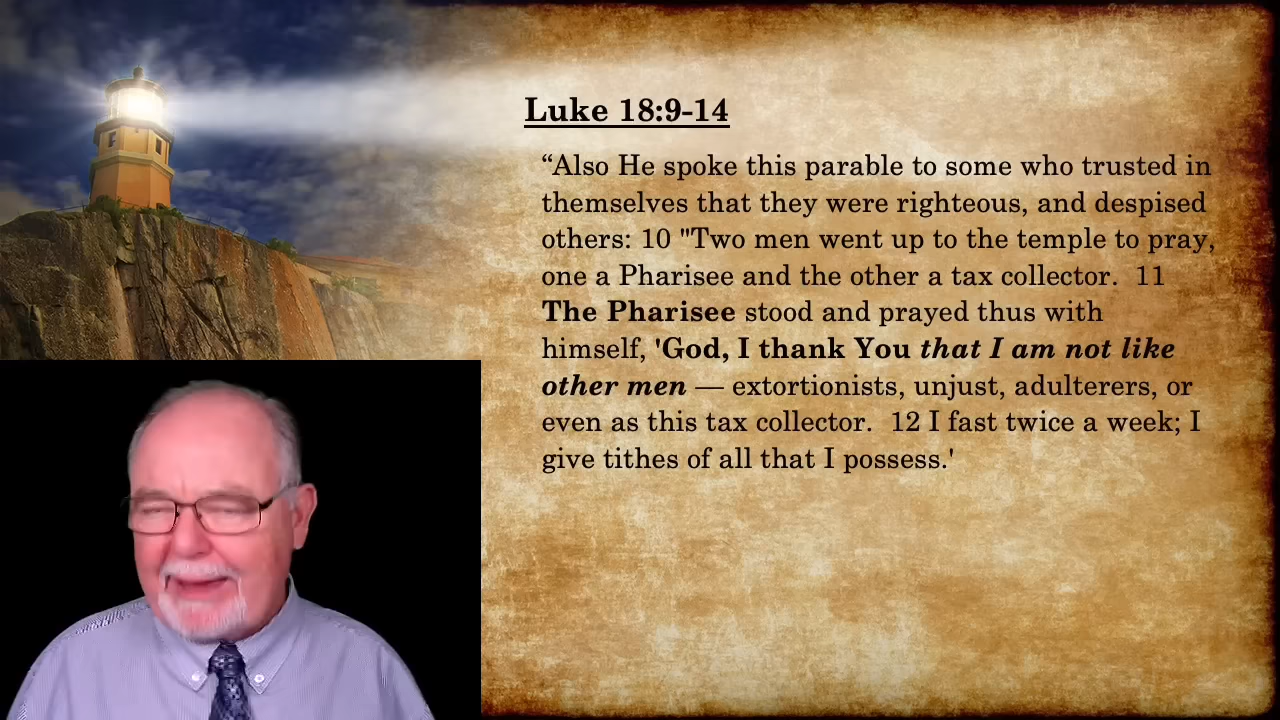 Luke 18:9-14
“Also He spoke this parable to some who trusted in
themselves that they were righteous, and despised
others: 10 "Two men went up to the temple to pray,
one a Pharisee and the other a tax collector.  11
The Pharisee stood and prayed thus with
himself, 'God, I thank You that I am not like
other men — extortionists, unjust, adulterers, or
even as this tax collector.  12 I fast twice a week; I
give tithes of all that I possess.'